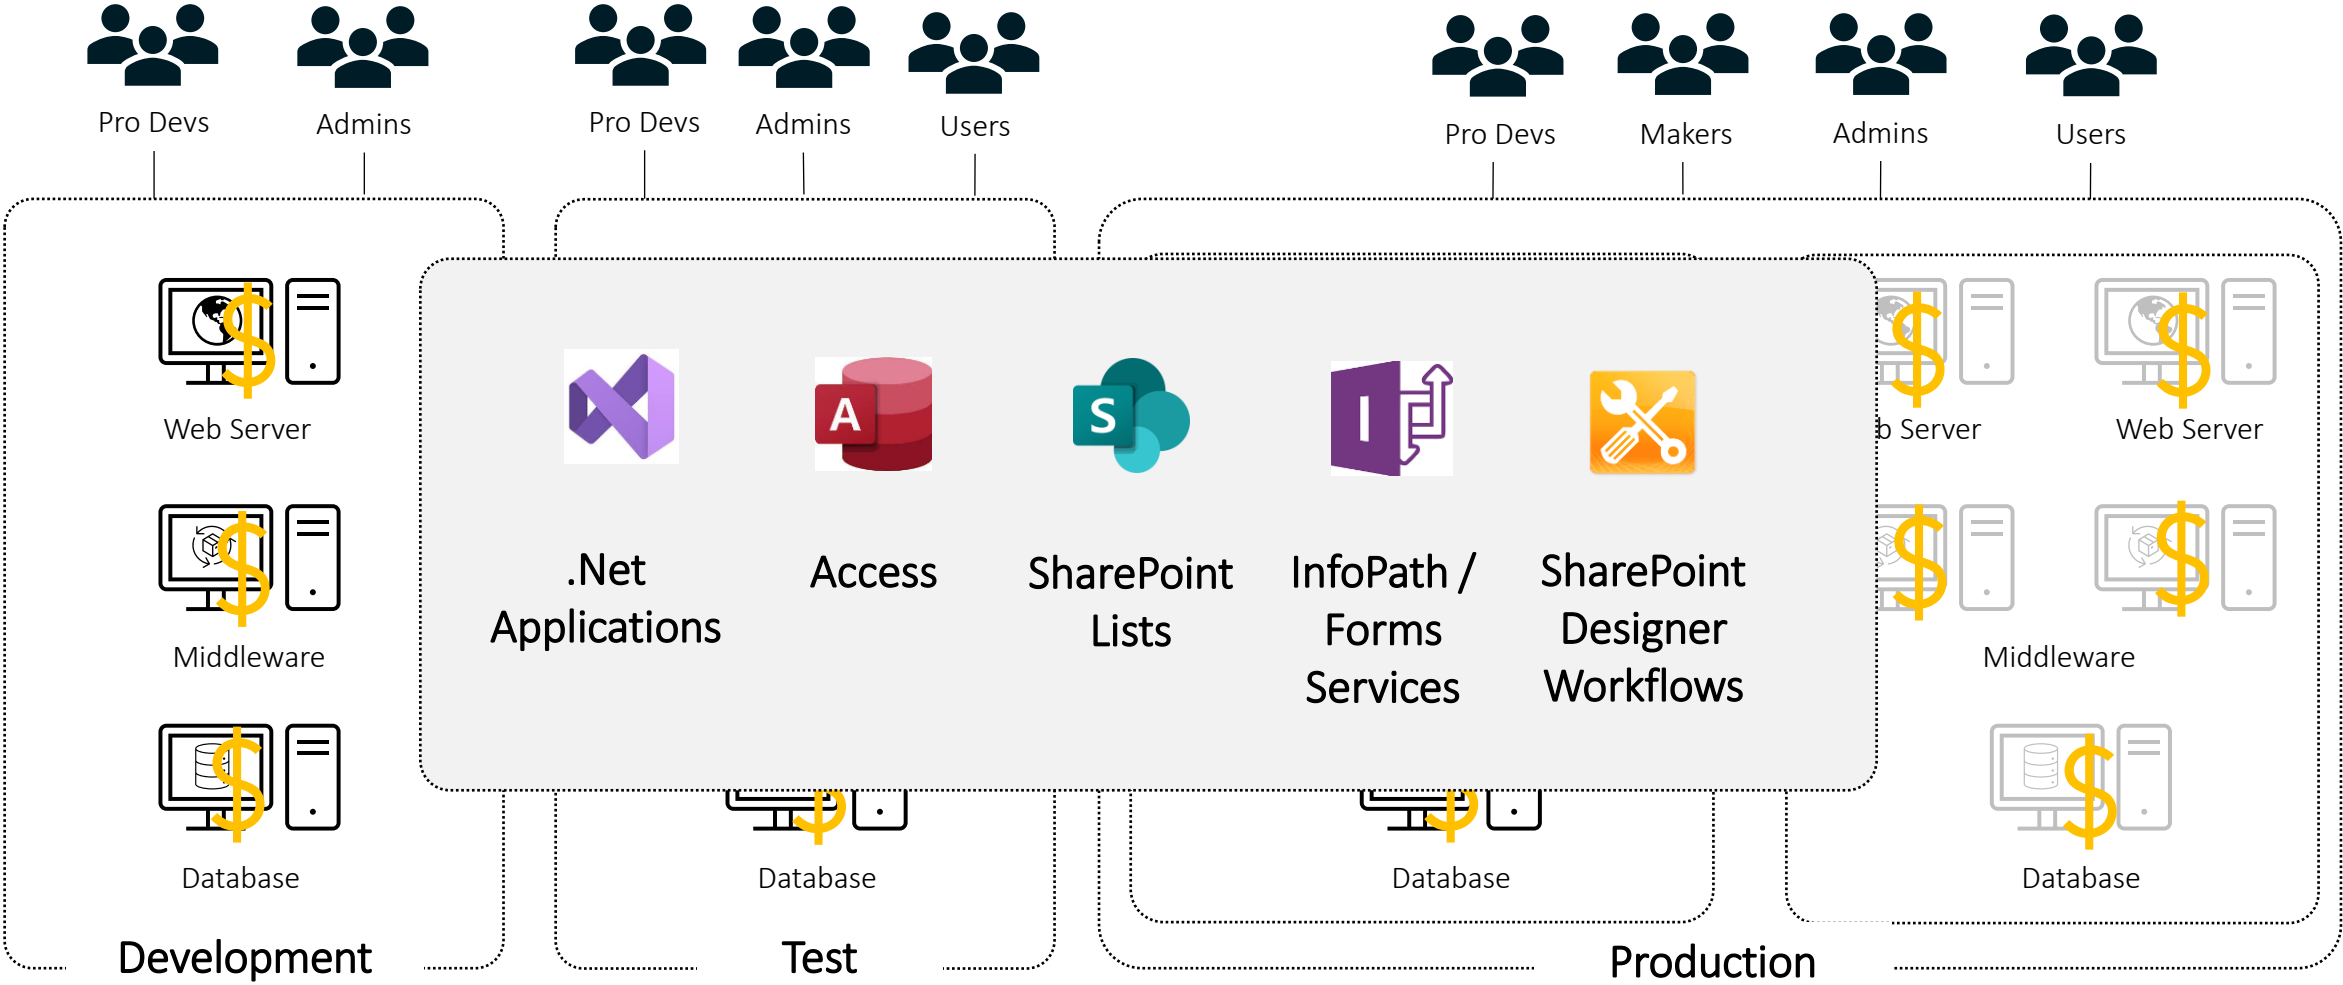 Pro Devs
Admins
Pro Devs
Admins
Users
Pro Devs
Makers
Admins
Users
Web Server
Middleware
Database
Development
A
S
I
.Net
Applications
Access
SharePoint
Lists
InfoPath /
Forms
Services
SharePoint
Designer
Workflows
Database
Test
Database
b Server
Web Server
Middleware
Database
Production